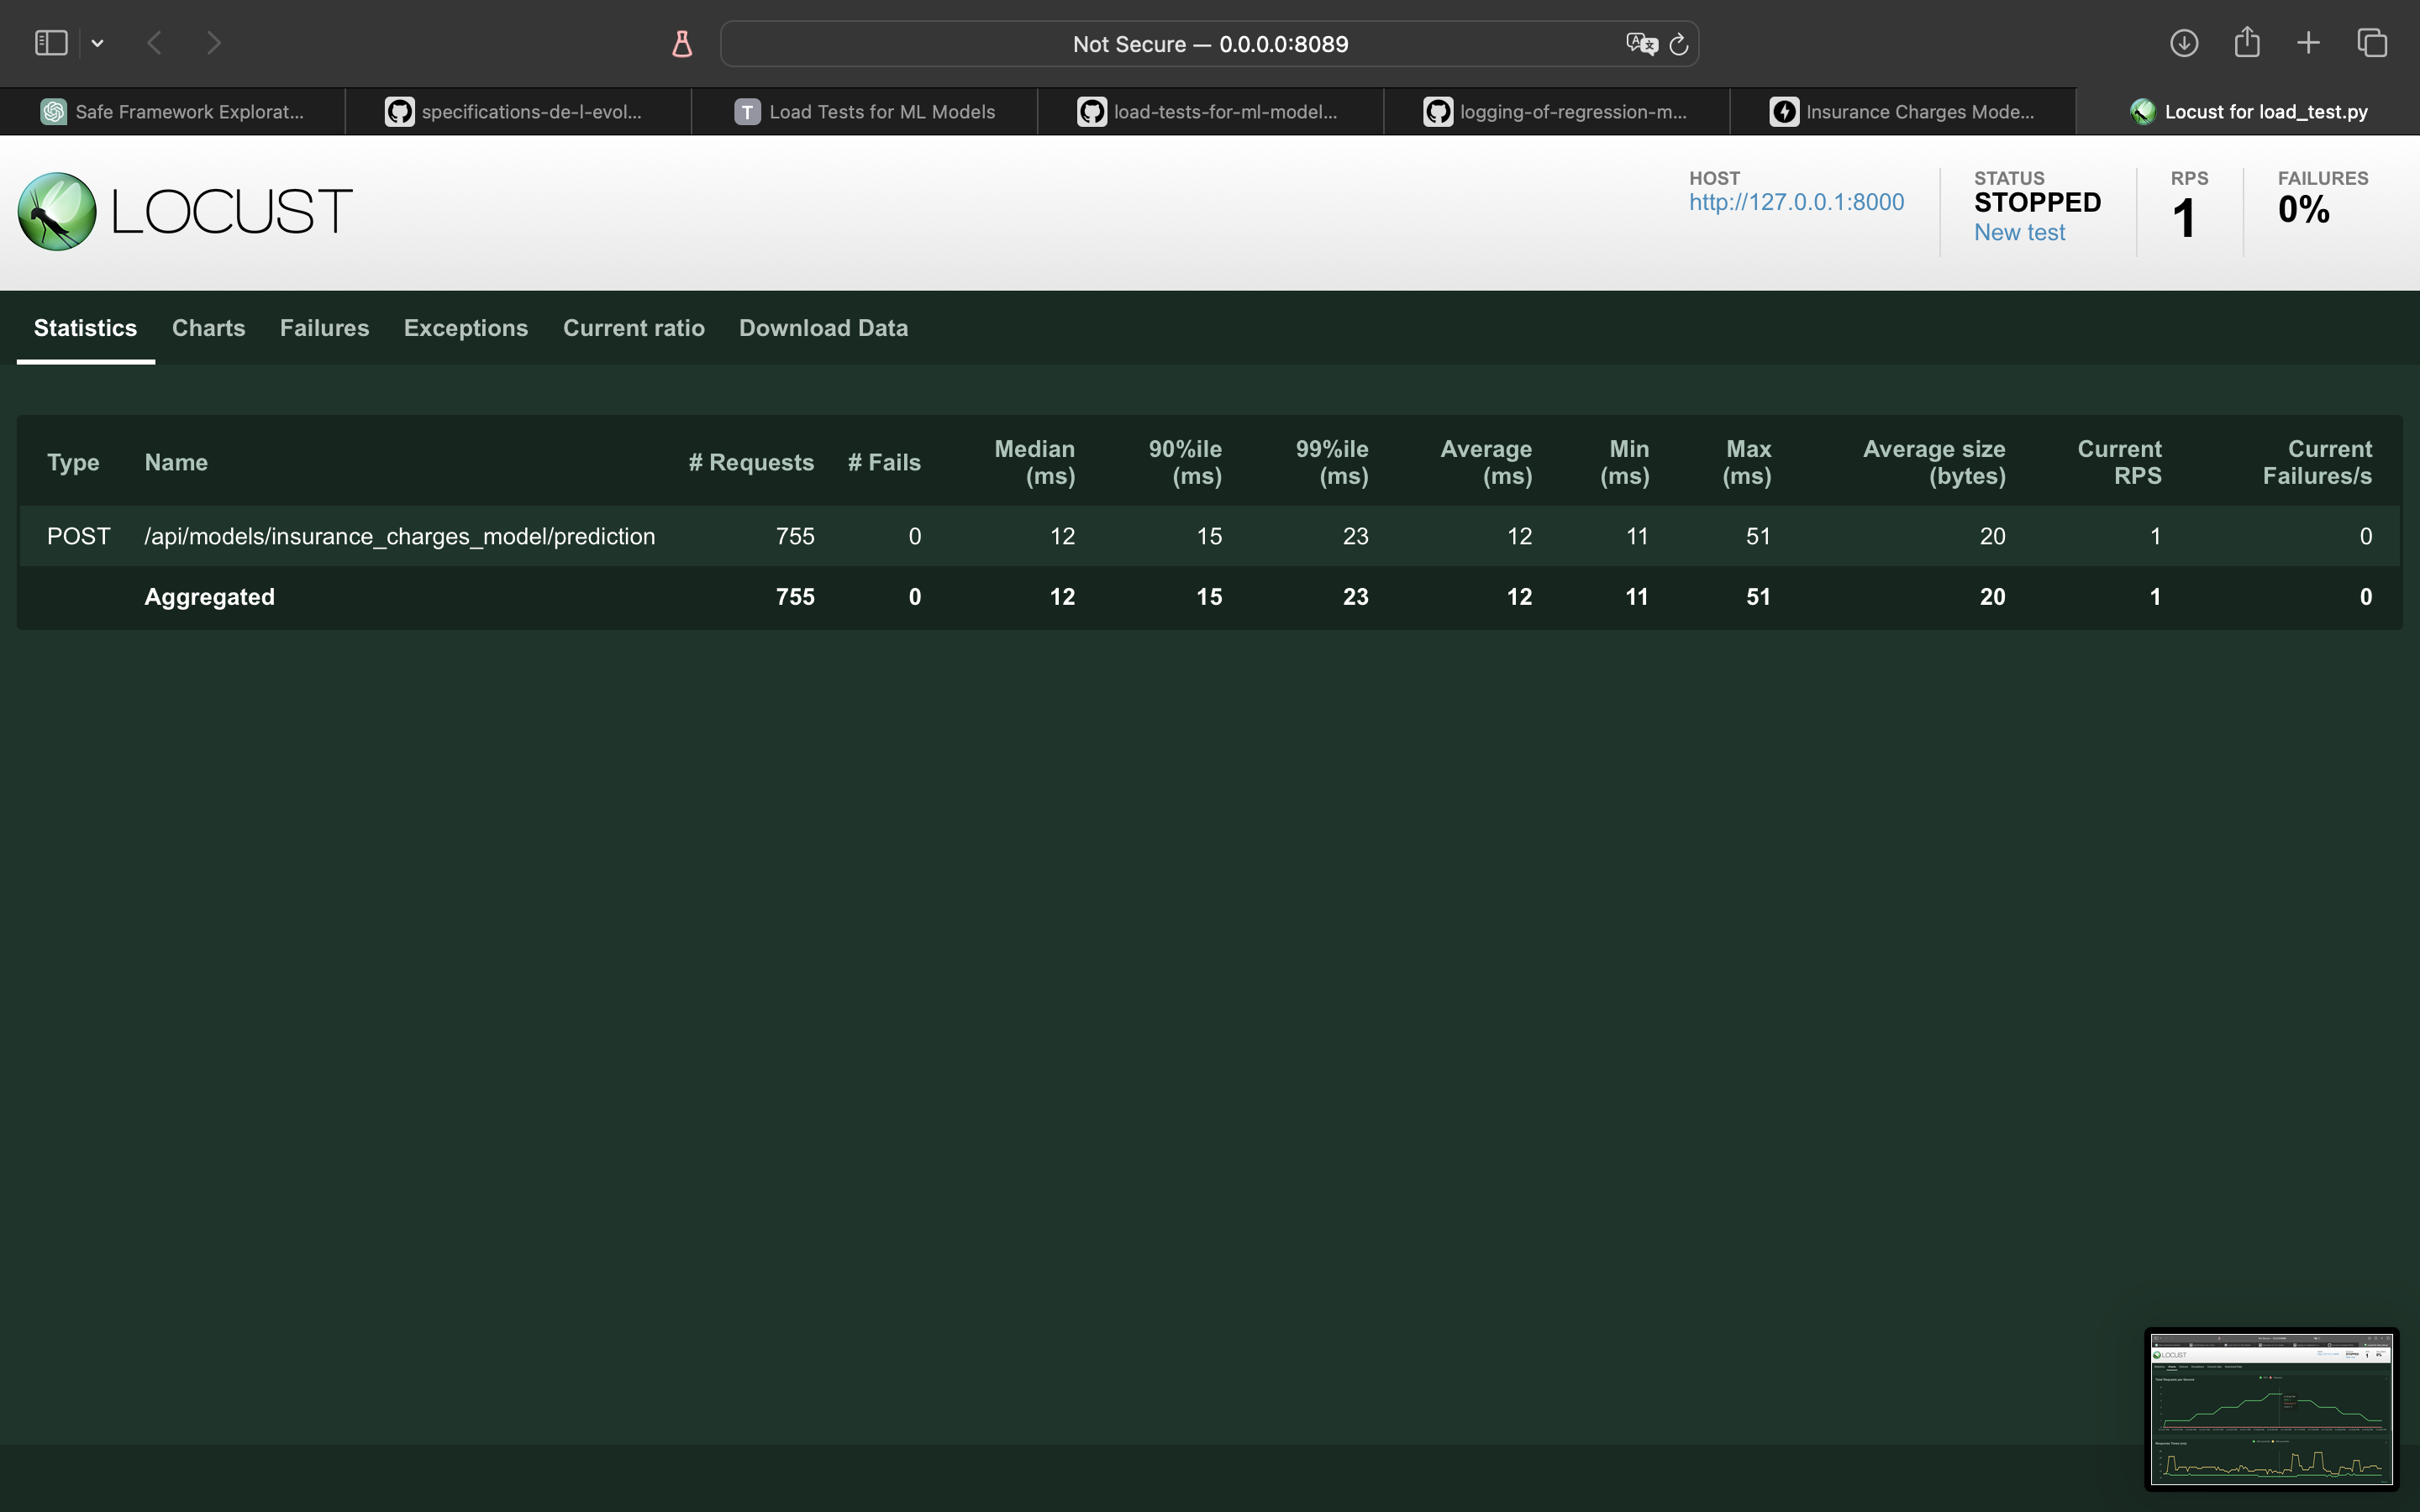 Not Secure — 0.0.0.0:8089
Safe Framework Explorat...
specifications-de-l-evol...
T Load Tests for ML Models
load-tests-for-ml-model...
logging-of-regression-m...
Insurance Charges Mode...
Locust for load_test.py
LOCUST
HOST
http://127.0.0.1:8000
STATUS
STOPPED
New test
RPS
1
FAILURES
0%
Statistics Charts Failures Exceptions Current ratio Download Data
Type Name # Requests # Fails Median (ms) 90%ile (ms) 99%ile (ms) Average (ms) Min (ms) Max (ms) Average size (bytes) Current RPS Current Failures/s
POST /api/models/insurance_charges_model/prediction 755 0 12 15 23 12 11 51 20 1 0
Aggregated 755 0 12 15 23 12 11 51 20 1 0
LOCUST